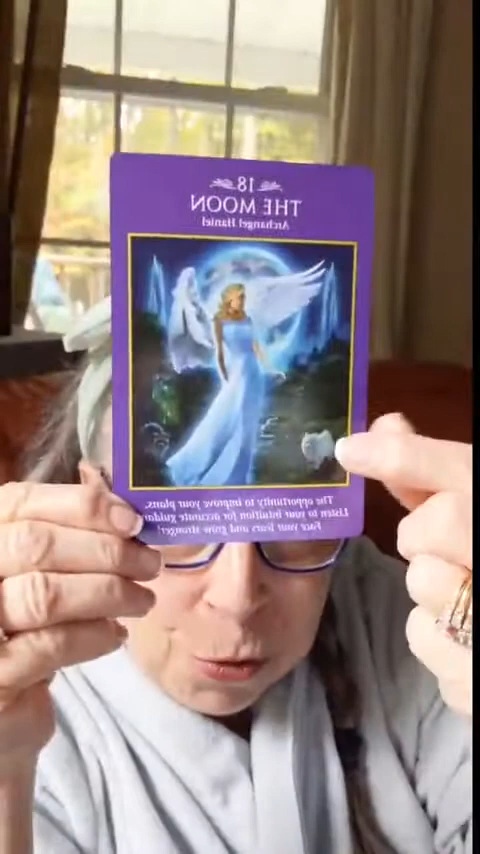 18
THE MOON
Archangel Haniel
The opportunity to improve your plans.
Listen to your intuition for accurate guidance.
Face your fears and grow stronger!